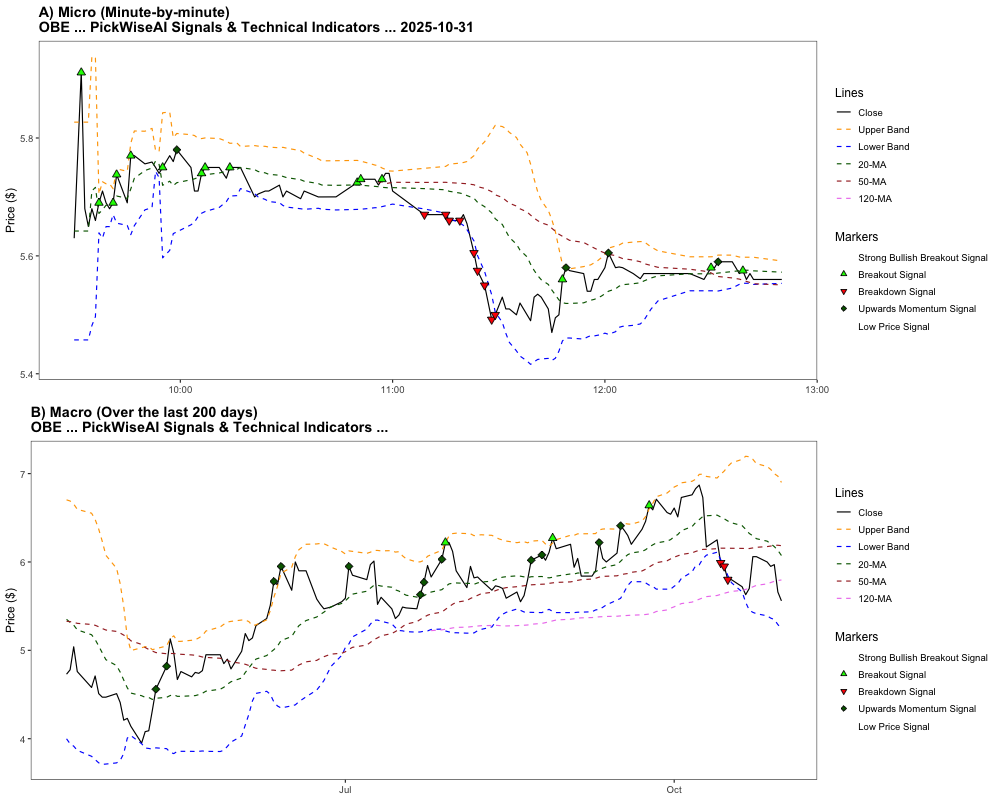 A) Micro (Minute-by-minute)
OBE ... PickWiseAI Signals & Technical Indicators ... 2025-10-31
Price ($)
5.8
5.6
5.4
10:00
11:00
12:00
13:00
Lines
Close
Upper Band
Lower Band
20-MA
50-MA
120-MA
Markers
Strong Bullish Breakout Signal
Breakout Signal
Breakdown Signal
Upwards Momentum Signal
Low Price Signal
B) Macro (Over the last 200 days)
OBE ... PickWiseAI Signals & Technical Indicators ...
Price ($)
7
6
5
4
Jul
Oct
Lines
Close
Upper Band
Lower Band
20-MA
50-MA
120-MA
Markers
Strong Bullish Breakout Signal
Breakout Signal
Breakdown Signal
Upwards Momentum Signal
Low Price Signal